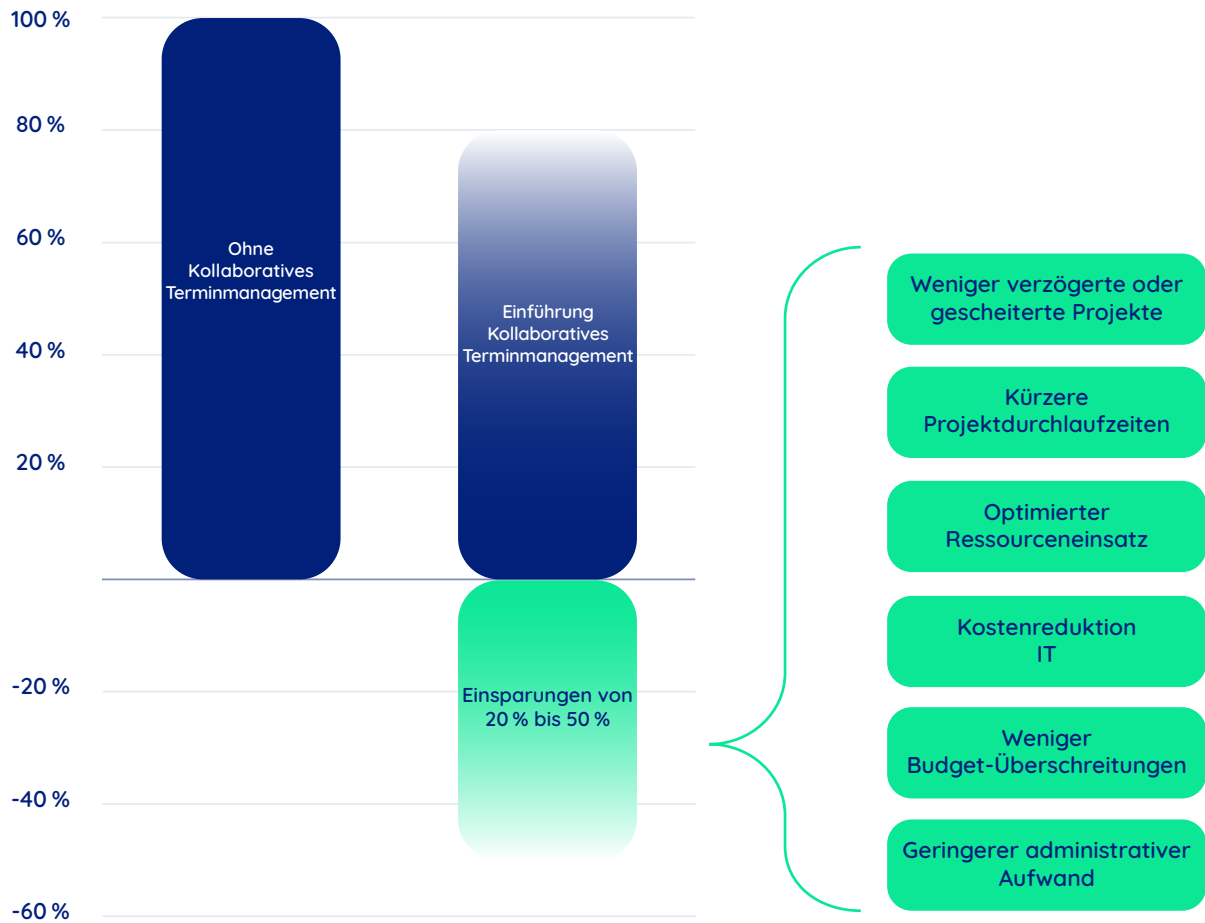 100 %
80 %
60 %
40 %
20 %
-20 %
-40 %
-60 %
Ohne
Kollaboratives
Terminmanagement
Einführung
Kollaboratives
Terminmanagement
Einsparungen von
20 % bis 50 %
Weniger verzögerte oder
gescheiterte Projekte
Kürzere
Projektdurchlaufzeiten
Optimierter
Ressourceneinsatz
Kostenreduktion
IT
Weniger
Budget-Überschreitungen
Geringerer administrativer
Aufwand